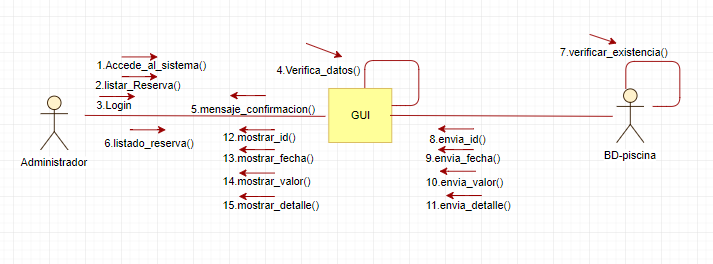 1.Accede_al_sistema()
2.listar_Reserva()
3.Login
4.Verifica_datos()
5.mensaje_confirmacion()
6.listado_reserva()
7.verificar_existencia()
GUI
Administrador
BD-piscina
8.envia_id()
9.envia_fecha()
10.envia_valor()
11.envia_detalle()
12.mostrar_id()
13.mostrar_fecha()
14.mostrar_valor()
15.mostrar_detalle()